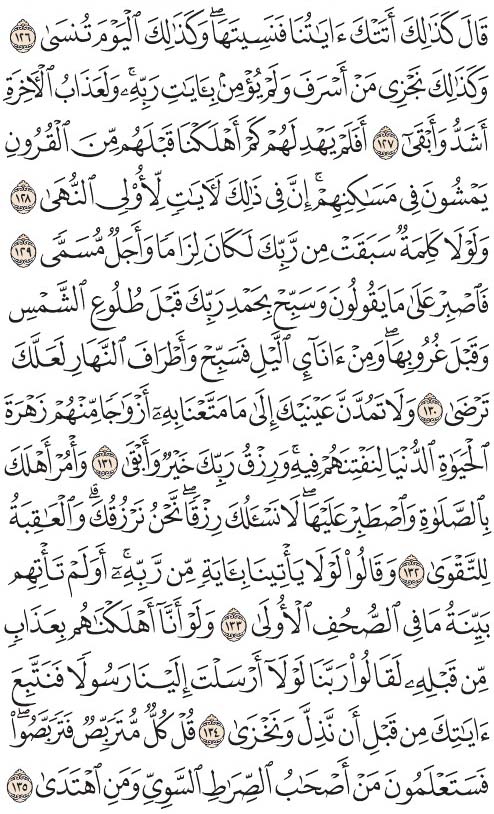 قَالَ كَذَٰلِكَ أَتَتْكَ ءَايَٰتُنَا فَنَسِيتَهَا ۖ وَكَذَٰلِكَ ٱلْيَوْمَ تُنسَىٰ ١٢٦
وَكَذَٰلِكَ نَجْزِى مَنْ أَسْرَفَ وَلَمْ يُؤْمِنۢ بِـَٔايَٰتِ رَبِّهِۦ ۚ وَلَعَذَابُ ٱلْءَاخِرَةِ
أَشَدُّ وَأَبْقَىٰٓ ١٢٧ أَفَلَمْ يَهْدِ لَهُمْ كَمْ أَهْلَكْنَا قَبْلَهُم مِّنَ ٱلْقُرُونِ
يَمْشُونَ فِى مَسَٰكِنِهِمْ ۗ إِنَّ فِى ذَٰلِكَ لَءَايَٰتٍ لِّأُو۟لِى ٱلنُّهَىٰ ١٢٨
وَلَوْلَا كَلِمَةٌ سَبَقَتْ مِن رَّبِّكَ لَكَانَ لِزَامًا وَأَجَلٌ مُّسَمًّى ١٢٩
فَٱصْبِرْ عَلَىٰ مَا يَقُولُونَ وَسَبِّحْ بِحَمْدِ رَبِّكَ قَبْلَ طُلُوعِ ٱلشَّمْسِ
وَقَبْلَ غُرُوبِهَا ۖ وَمِنْ ءَانَآئِ ٱلَّيْلِ فَسَبِّحْ وَأَطْرَافَ ٱلنَّهَارِ لَعَلَّكَ
تَرْضَىٰ ١٣٠ وَلَا تَمُدَّنَّ عَيْنَيْكَ إِلَىٰ مَا مَتَّعْنَا بِهِۦٓ أَزْوَٰجًا مِّنْهُمْ زَهْرَةَ
ٱلْحَيَوٰةِ ٱلدُّنْيَا لِنَفْتِنَهُمْ فِيهِ ۚ وَرِزْقُ رَبِّكَ خَيْرٌ وَأَبْقَىٰ ١٣١ وَأْمُرْ أَهْلَكَ
بِٱلصَّلَوٰةِ وَٱصْطَبِرْ عَلَيْهَا ۖ لَا نَسْـَٔلُكَ رِزْقًا ۖ نَّحْنُ نَرْزُقُكَ ۗ وَٱلْعَٰقِبَةُ
لِلتَّقْوَىٰ ١٣٢ وَقَالُوا۟ لَوْلَا يَأْتِينَا بِـَٔايَةٍ مِّن رَّبِّهِۦٓ ۚ أَوَلَمْ تَأْتِهِم
بَيِّنَةُ مَا فِى ٱلصُّحُفِ ٱلْأُولَىٰ ١٣٣ وَلَوْ أَنَّآ أَهْلَكْنَٰهُم بِعَذَابٍ
مِّن قَبْلِهِۦ لَقَالُوا۟ رَبَّنَا لَوْلَآ أَرْسَلْتَ إِلَيْنَا رَسُولًا فَنَتَّبِعَ
ءَايَٰتِكَ مِن قَبْلِ أَن نَّذِلَّ وَنَخْزَىٰ ١٣٤ قُلْ كُلٌّ مُّتَرَبِّصٌ فَتَرَبَّصُوا۟ ۖ
فَسَتَعْلَمُونَ مَنْ أَصْحَٰبُ ٱلصِّرَٰطِ ٱلسَّوِىِّ وَمَنِ ٱهْتَدَىٰ ١٣٥